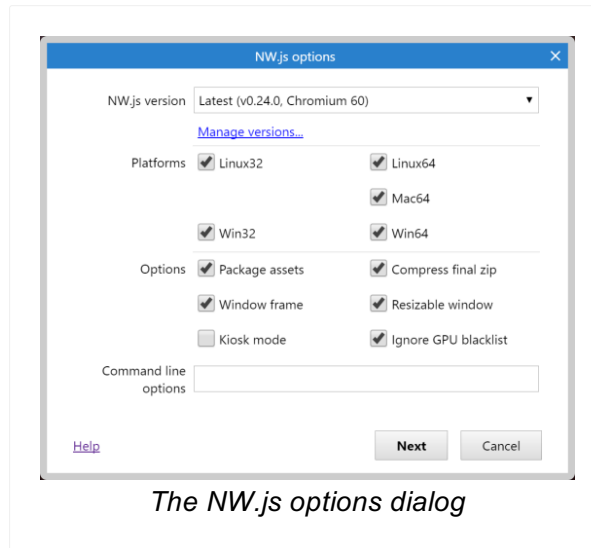 NW.js options
NW.js version Latest (v0.24.0, Chromium 60)
Manage versions...
Platforms Linux32 Linux64
Mac64
Win32 Win64
Options Package assets Compress final zip
Window frame Resizable window
Kiosk mode Ignore GPU blacklist
Command line
options
Help Next Cancel
The NW.js options dialog